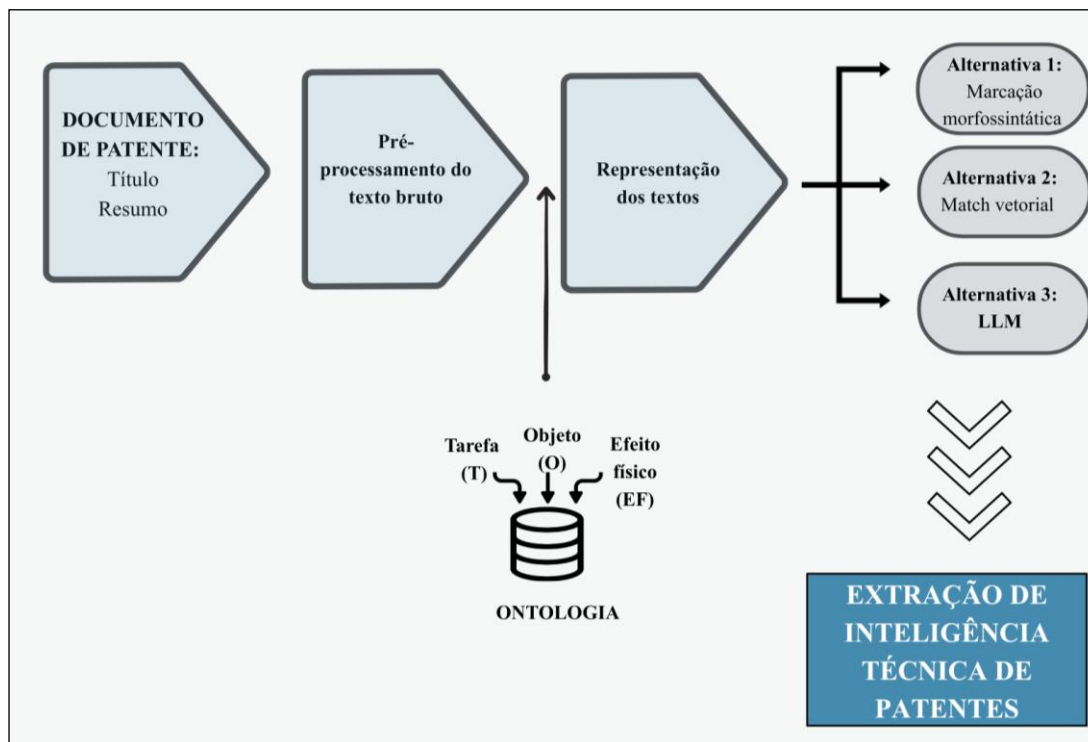 DOCUMENTO
DE PATENTE:
Título
Resumo
Pré-
processamento do
texto bruto
Representação
dos textos
Alternativa 1:
Marcação
morfossintática
Alternativa 2:
Match vetorial
Alternativa 3:
LLM
Tarefa
(T)
Objeto
(O)
Efeito
físico
(EF)
ONTOLOGIA
EXTRAÇÃO DE
INTELIGÊNCIA
TÉCNICA DE
PATENTES